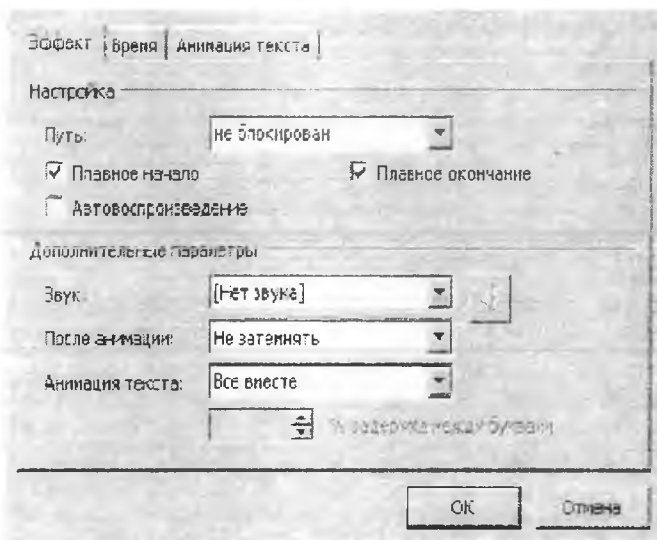 Эффект Время Анимация текста
Настройка
Путь: не блокирован
Плавное начало Плавное окончание
Автовоспроизведение
Дополнительные параметры
Звук: [Нет звука]
После анимации: Не затемнять
Анимация текста: Все вместе
% задержка между буквами
ОК Отмена